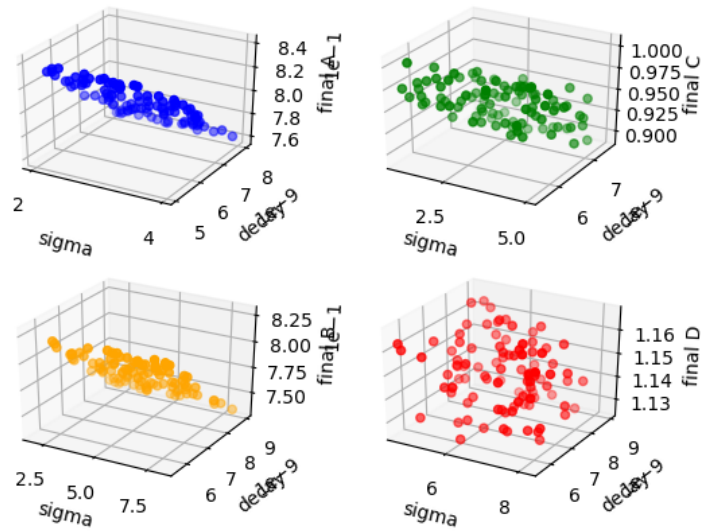 8.4
8.2
8.0
7.8
7.6
final A
1e−1
2
4
sigma
5
6
7
8
decay
1e−9
1.000
0.975
0.950
0.925
0.900
final C
2.5
5.0
sigma
6
7
decay
1e−9
8.25
8.00
7.75
7.50
final B
1e−1
2.5
5.0
7.5
sigma
6
7
8
9
decay
1e−9
1.16
1.15
1.14
1.13
final D
6
8
sigma
6
7
8
9
decay
1e−9